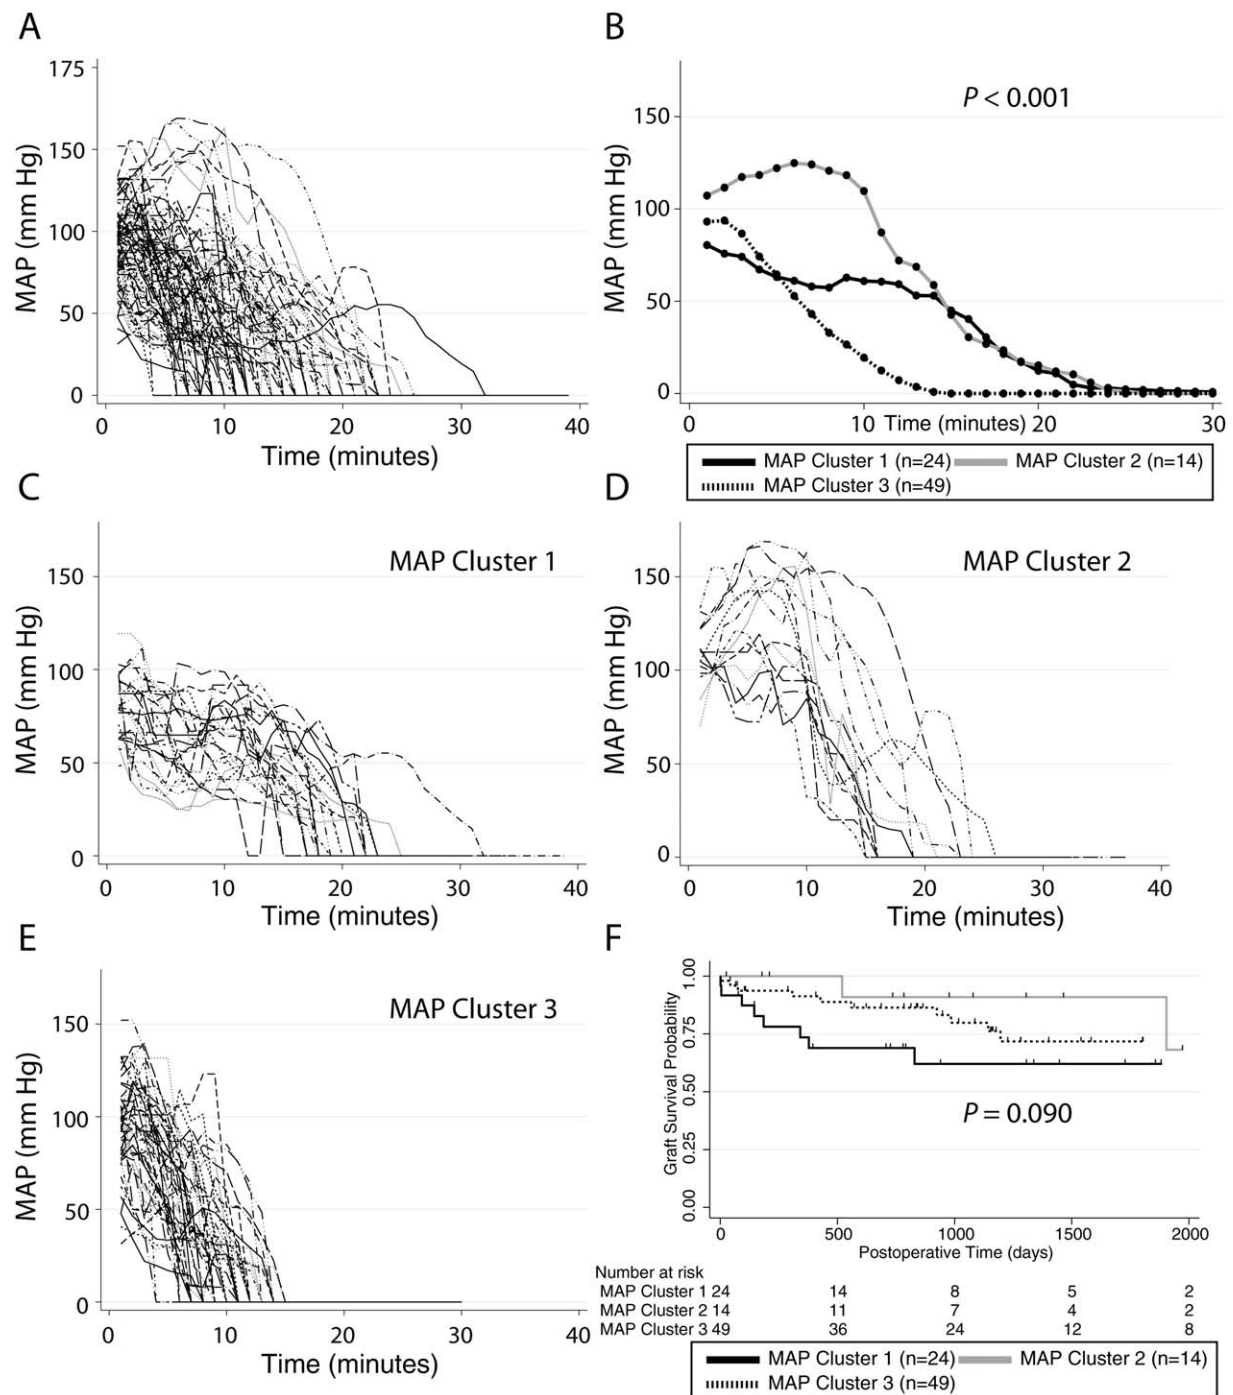 A
MAP (mm Hg)
175
150
100
50
0
0 10 20 30 40
Time (minutes)
B
MAP (mm Hg)
150
100
50
0
P < 0.001
0 10 20 30
Time (minutes)
MAP Cluster 1 (n=24) MAP Cluster 2 (n=14)
MAP Cluster 3 (n=49)
C
MAP (mm Hg)
150
100
50
0
MAP Cluster 1
0 10 20 30 40
Time (minutes)
D
MAP (mm Hg)
150
100
50
0
MAP Cluster 2
0 10 20 30 40
Time (minutes)
E
MAP (mm Hg)
150
100
50
0
MAP Cluster 3
0 10 20 30 40
Time (minutes)
F
Graft Survival Probability
1.00
0.75
0.50
0.25
0.00
P = 0.090
0 500 1000 1500 2000
Postoperative Time (days)
Number at risk
MAP Cluster 1 24 14 8 5 2
MAP Cluster 2 14 11 7 4 2
MAP Cluster 3 49 36 24 12 8
MAP Cluster 1 (n=24) MAP Cluster 2 (n=14)
MAP Cluster 3 (n=49)